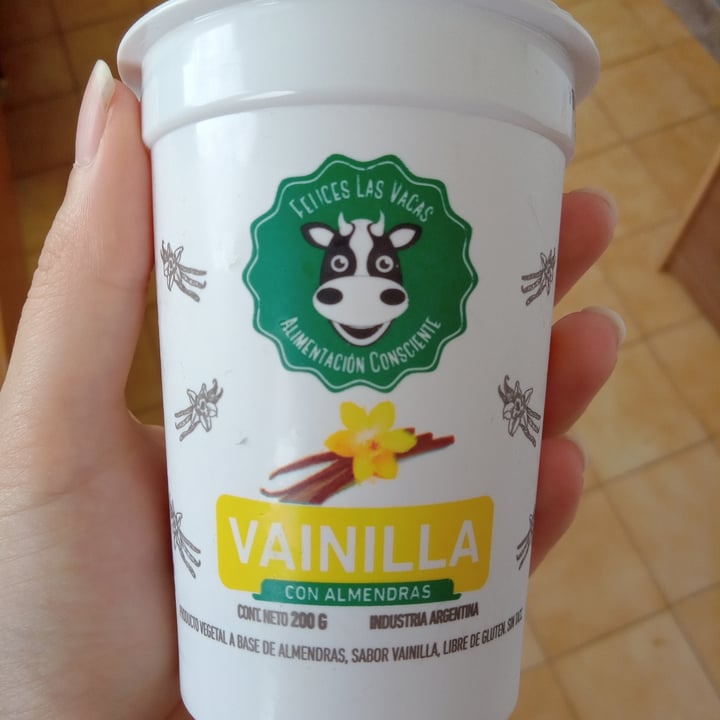 FELICES LAS VACAS
ALIMENTACIÓN CONSCIENTE
VAINILLA
CON ALMENDRAS
CONT. NETO 200 G INDUSTRIA ARGENTINA
PRODUCTO VEGETAL A BASE DE ALMENDRAS, SABOR VAINILLA, LIBRE DE GLUTEN. SIN TACC